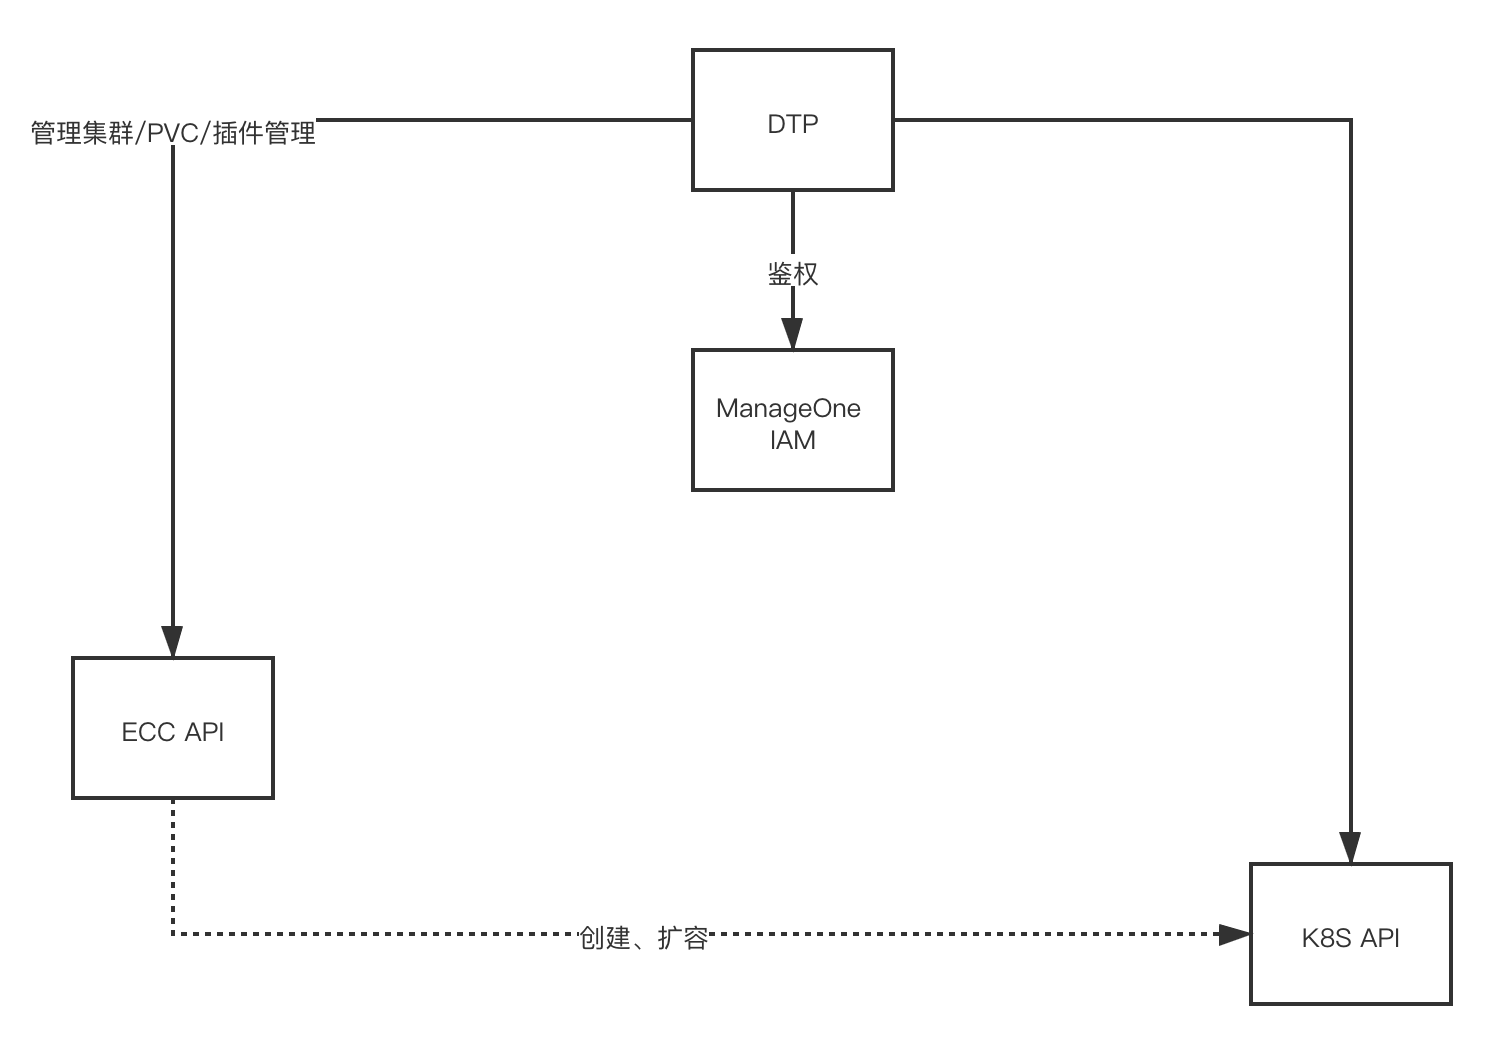 DTP
管理集群/PVC/插件管理
鉴权
ManageOne
IAM
ECC API
创建、扩容
K8S API